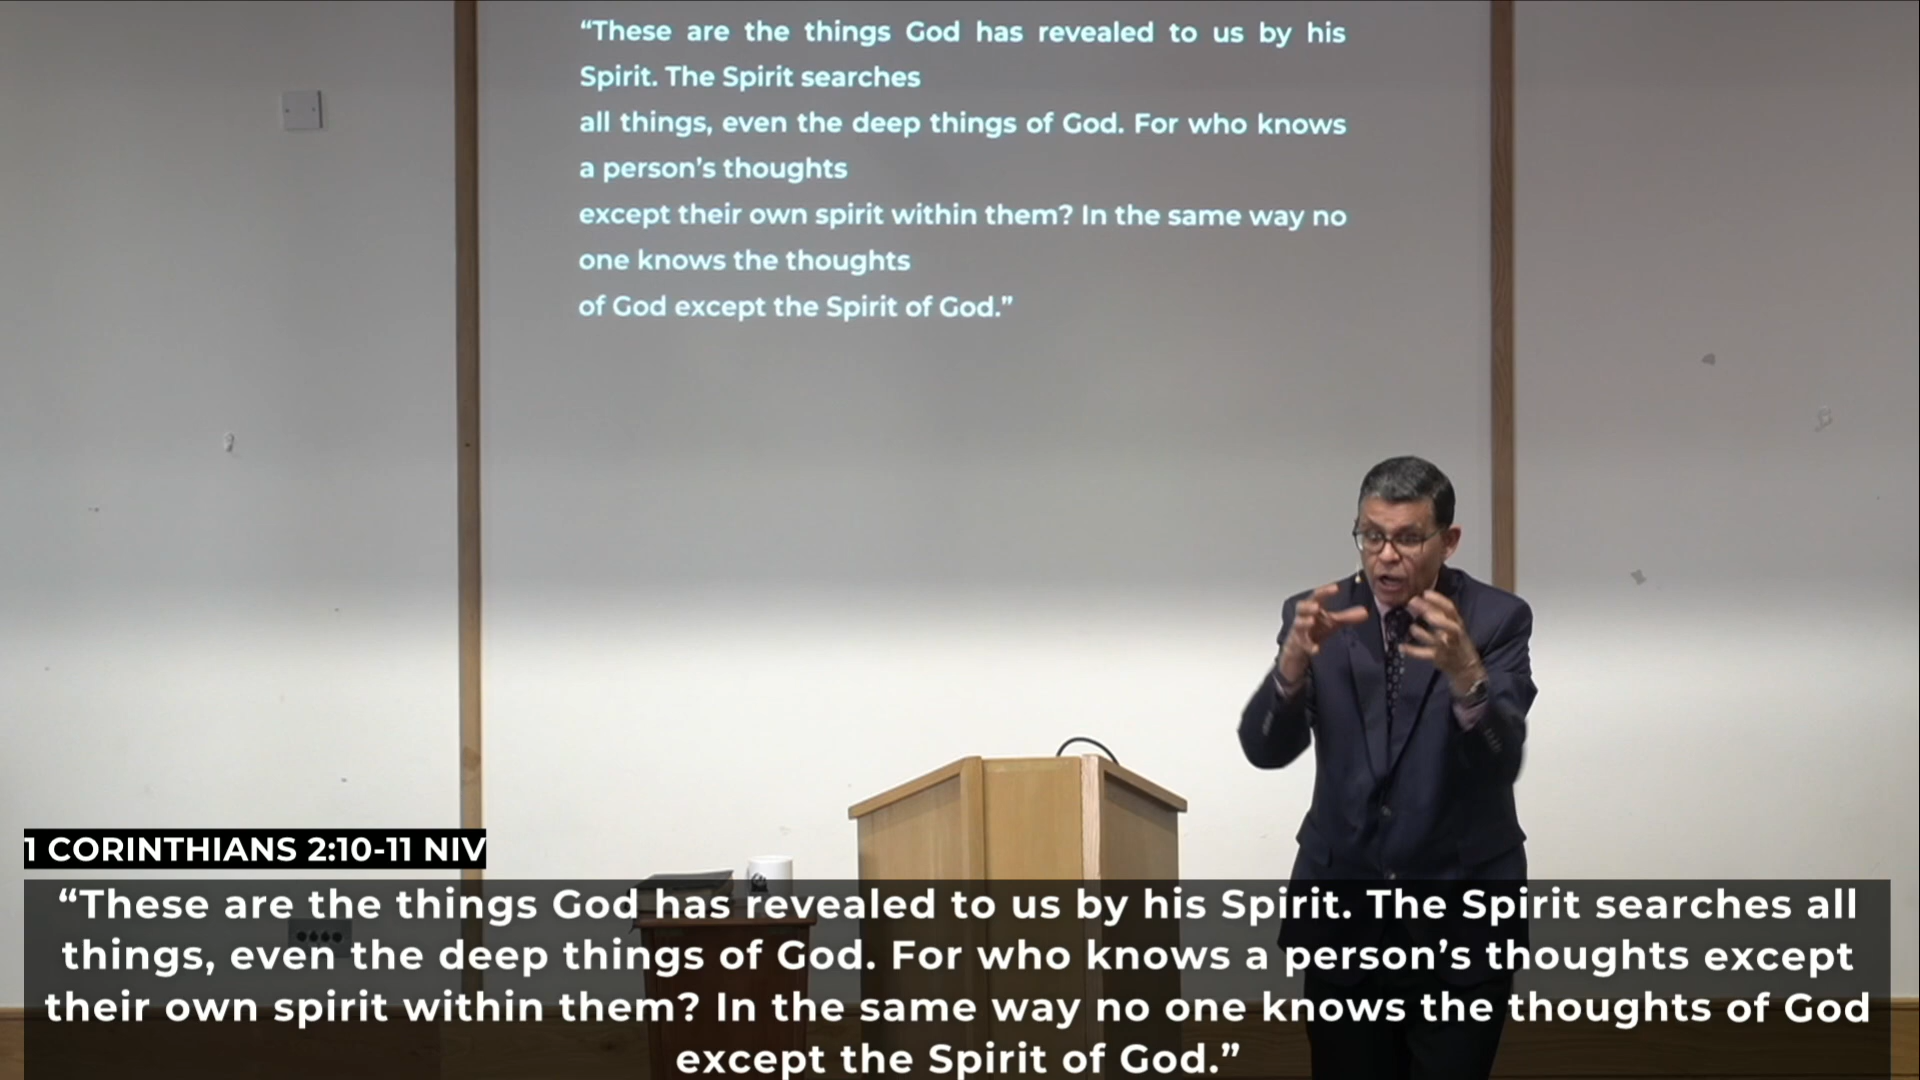 “These are the things God has revealed to us by his
Spirit. The Spirit searches
all things, even the deep things of God. For who knows
a person’s thoughts
except their own spirit within them? In the same way no
one knows the thoughts
of God except the Spirit of God.”
1 CORINTHIANS 2:10-11 NIV
“These are the things God has revealed to us by his Spirit. The Spirit searches all
things, even the deep things of God. For who knows a person’s thoughts except
their own spirit within them? In the same way no one knows the thoughts of God
except the Spirit of God.”